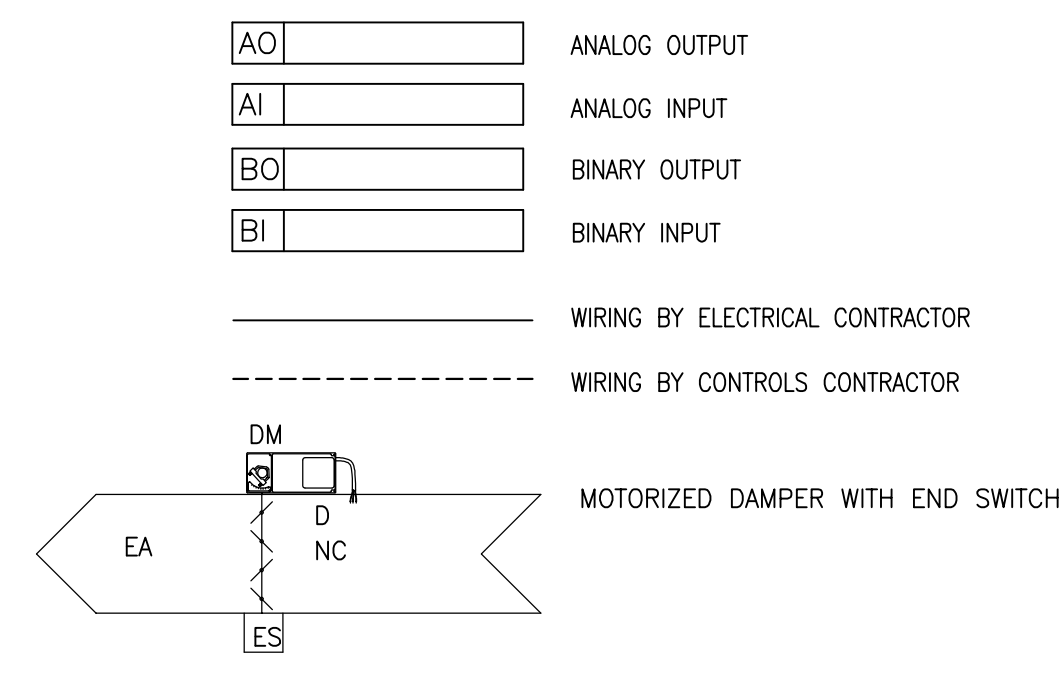 AO ANALOG OUTPUT
AI ANALOG INPUT
BO BINARY OUTPUT
BI BINARY INPUT
WIRING BY ELECTRICAL CONTRACTOR
WIRING BY CONTROLS CONTRACTOR
DM
MOTORIZED DAMPER WITH END SWITCH
D
EA NC
ES